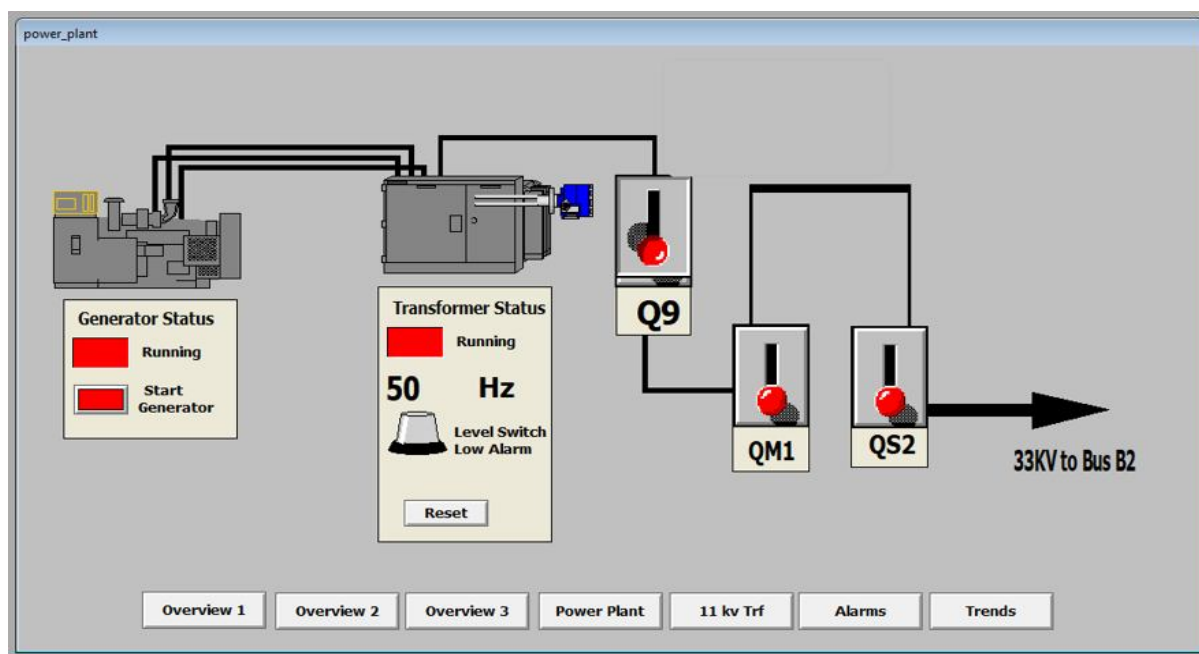 power_plant
Generator Status
Running
Start
Generator
Transformer Status
Running
50 Hz
Level Switch
Low Alarm
Reset
Q9
QM1
QS2
33KV to Bus B2
Overview 1
Overview 2
Overview 3
Power Plant
11 kv Trf
Alarms
Trends